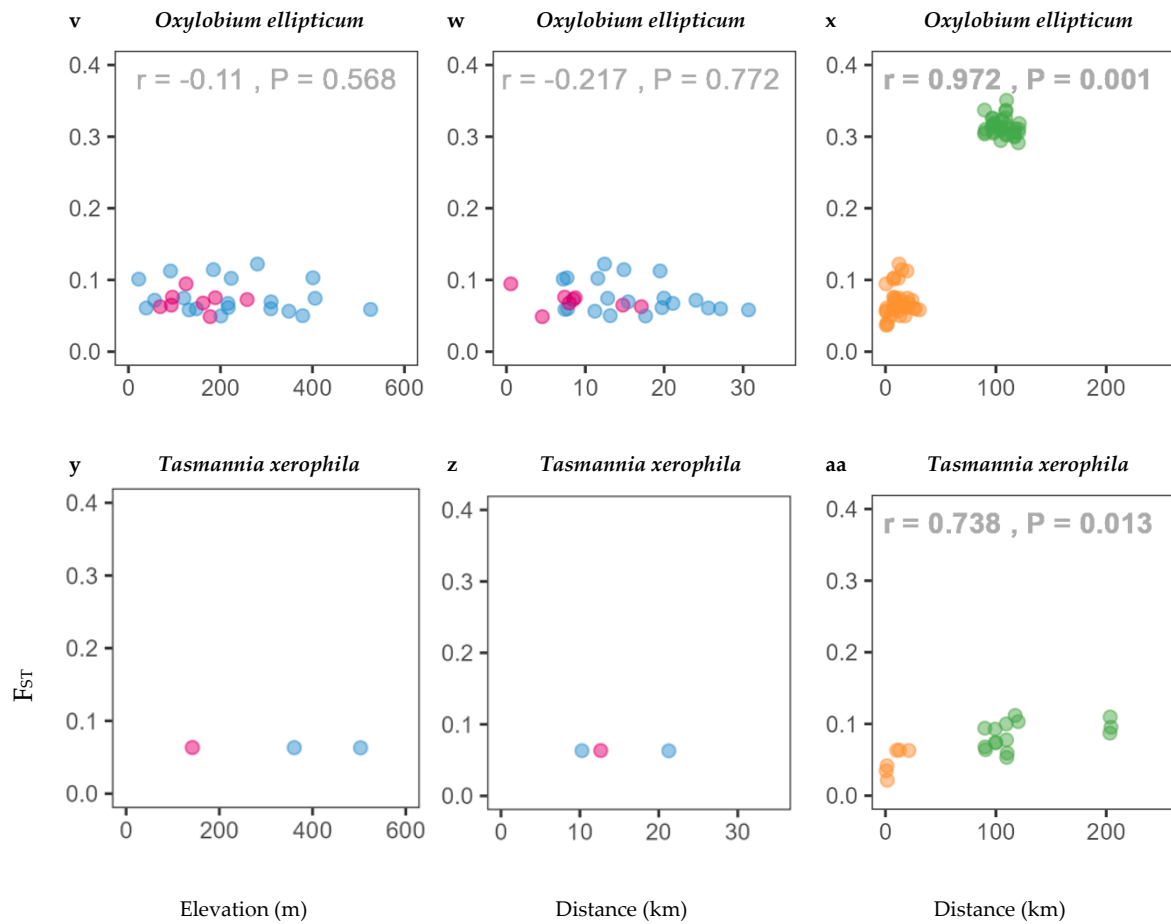 v Oxylobium ellipticum w Oxylobium ellipticum x Oxylobium ellipticum
0.4 r = -0.11 , P = 0.568 r = -0.217 , P = 0.772 0.4 r = 0.972 , P = 0.001
0.4
0.3 0.3 0.3
0.2 0.2 0.2
0.1 0.1 0.1
0.0 0.0 0.0
0 200 400 600 0 10 20 30 0 100 200
y Tasmannia xerophila z Tasmannia xerophila aa Tasmannia xerophila
0.4 0.4 0.4 r = 0.738 , P = 0.013
0.3 0.3 0.3
0.2 0.2 0.2
FST
0.1 0.1 0.1
0.0 0.0 0.0
0 200 400 600 0 10 20 30 0 100 200
Elevation (m) Distance (km) Distance (km)